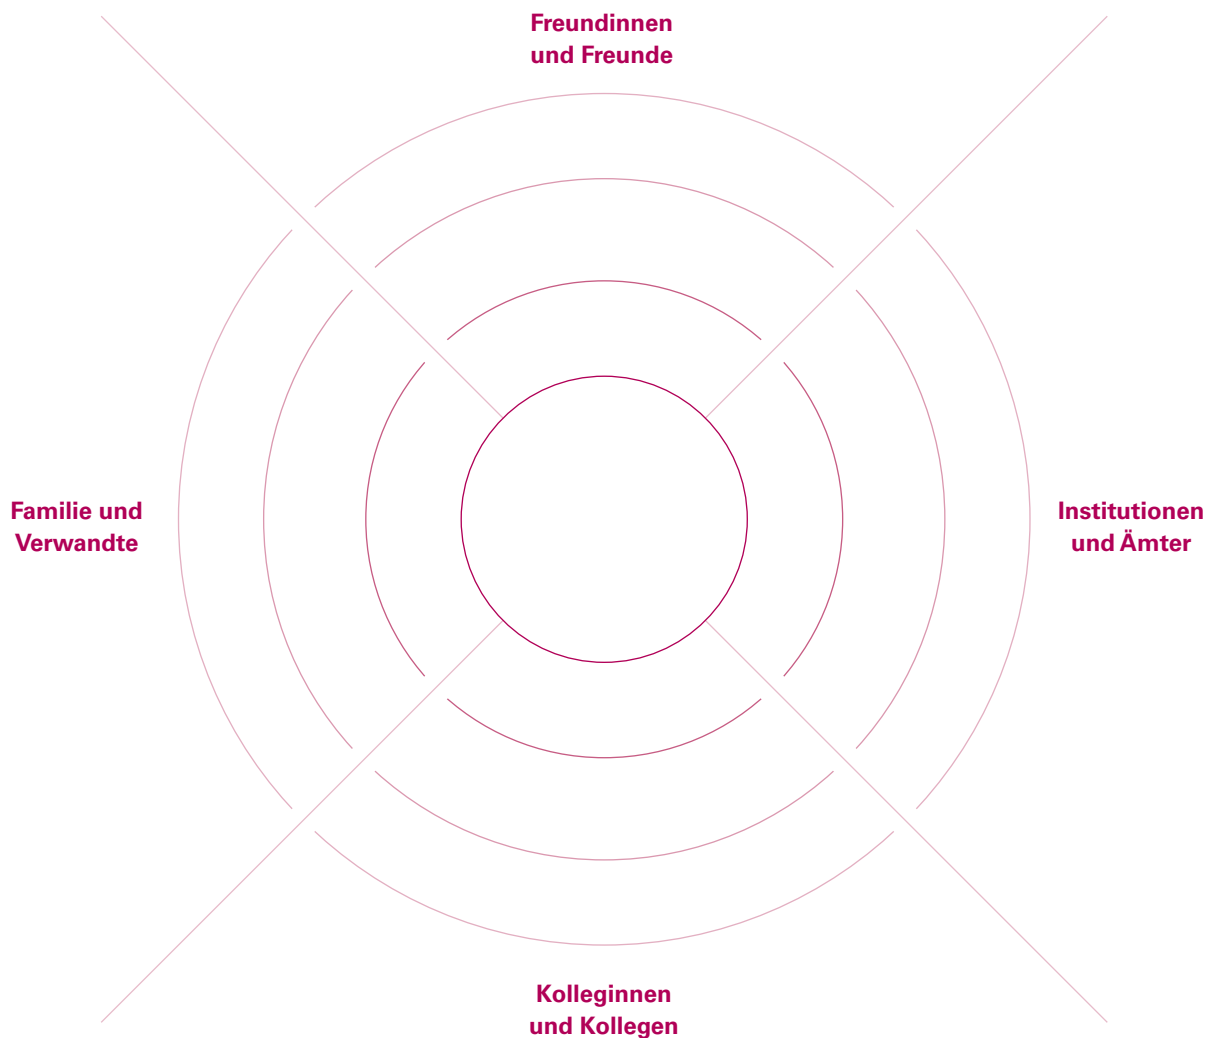 Freundinnen
und Freunde
Familie und
Verwandte
Institutionen
und Ämter
Kolleginnen
und Kollegen